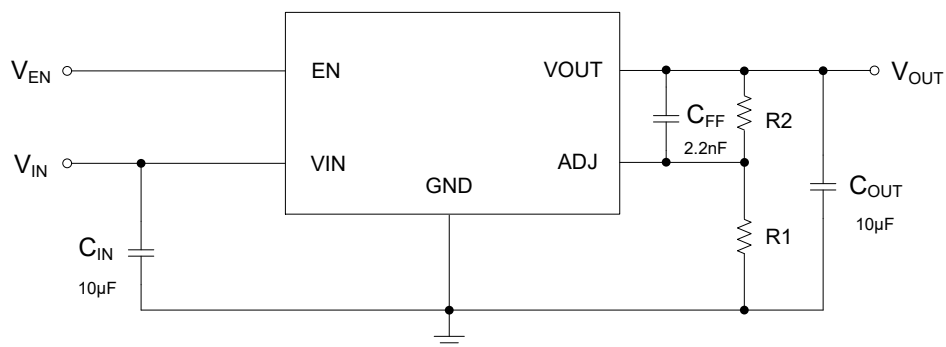 V_EN
EN
VOUT
V_OUT
C_FF
2.2nF
R2
V_IN
VIN
ADJ
GND
C_OUT
10µF
C_IN
10µF
R1